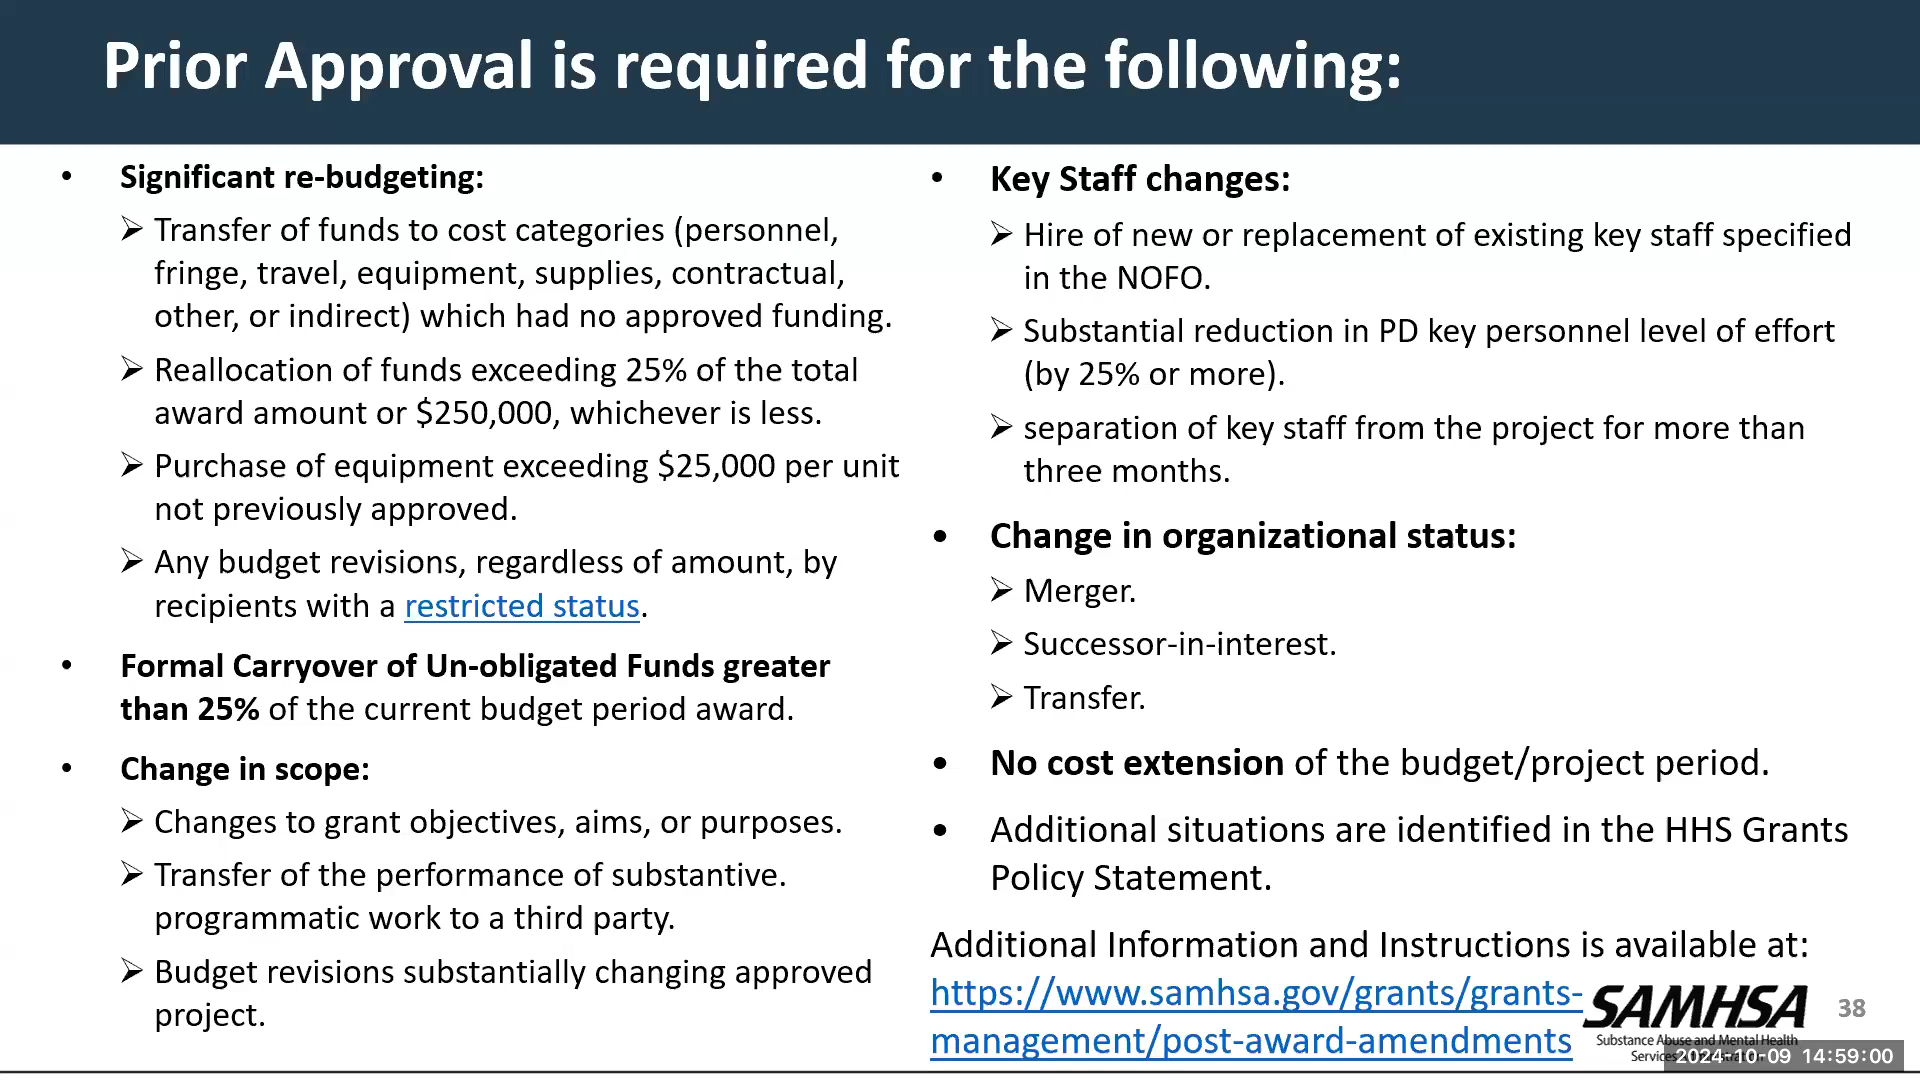 Prior Approval is required for the following:
• Significant re-budgeting:
➢ Transfer of funds to cost categories (personnel,
fringe, travel, equipment, supplies, contractual,
other, or indirect) which had no approved funding.
➢ Reallocation of funds exceeding 25% of the total
award amount or $250,000, whichever is less.
➢ Purchase of equipment exceeding $25,000 per unit
not previously approved.
➢ Any budget revisions, regardless of amount, by
recipients with a restricted status.
• Formal Carryover of Un-obligated Funds greater
than 25% of the current budget period award.
• Change in scope:
➢ Changes to grant objectives, aims, or purposes.
➢ Transfer of the performance of substantive.
programmatic work to a third party.
➢ Budget revisions substantially changing approved
project.
• Key Staff changes:
➢ Hire of new or replacement of existing key staff specified
in the NOFO.
➢ Substantial reduction in PD key personnel level of effort
(by 25% or more).
➢ separation of key staff from the project for more than
three months.
• Change in organizational status:
➢ Merger.
➢ Successor-in-interest.
➢ Transfer.
• No cost extension of the budget/project period.
• Additional situations are identified in the HHS Grants
Policy Statement.
Additional Information and Instructions is available at:
https://www.samhsa.gov/grants/grants-
management/post-award-amendments
SAMHSA
Substance Abuse and Mental Health
Services
38
2024-10-09 14:59:00